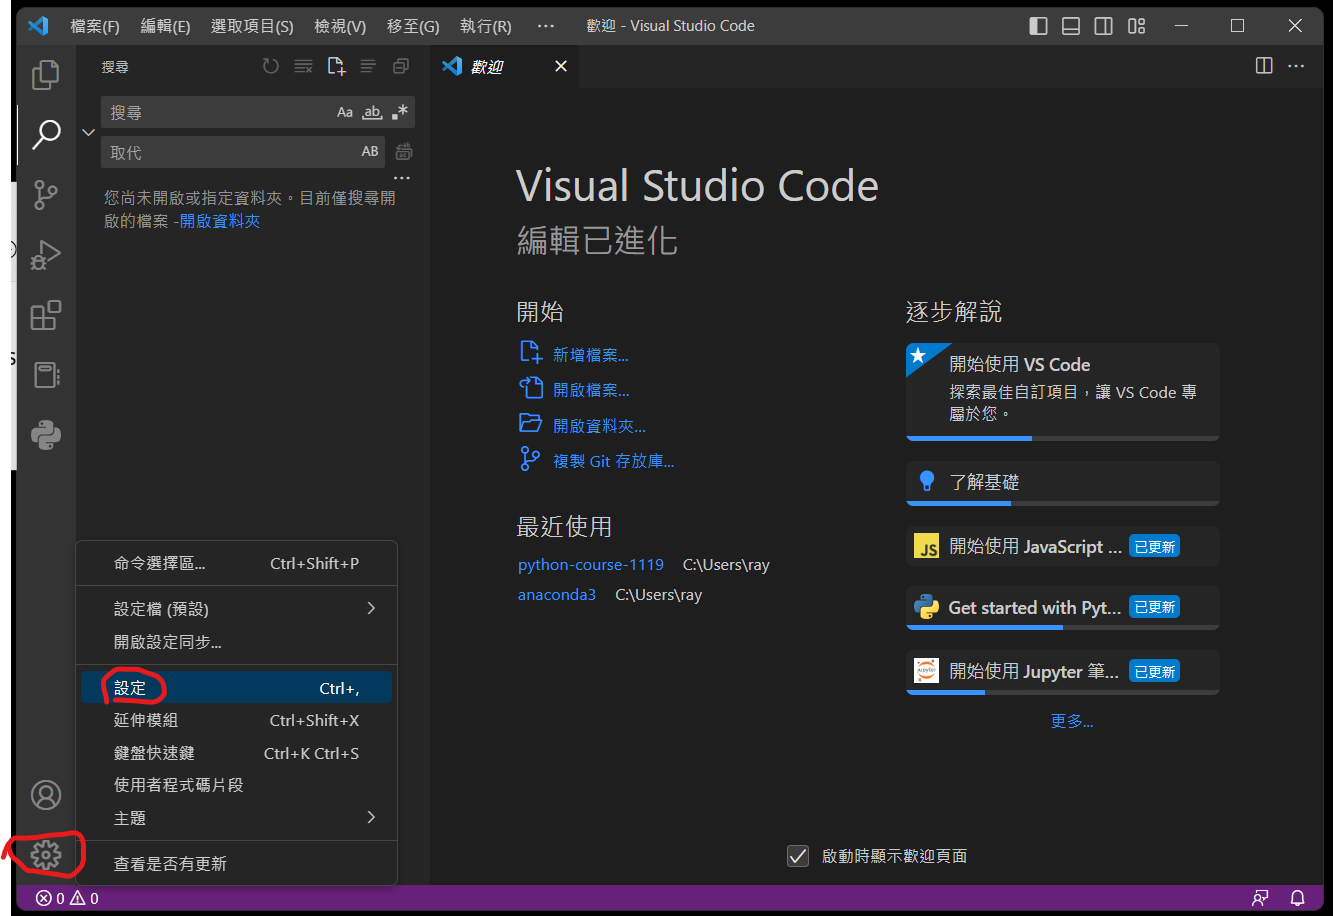 檔案(F) 編輯(E) 選取項目(S) 檢視(V) 移至(G) 執行(R) ··· 歡迎 - Visual Studio Code
搜尋
歡迎
搜尋 Aa ab .*
取代 AB
···
您尚未開啟或指定資料夾。目前僅搜尋開
啟的檔案 -開啟資料夾
Visual Studio Code
編輯已進化
開始
新增檔案...
開啟檔案...
開啟資料夾...
複製 Git 存放庫...
最近使用
python-course-1119 C:\Users\ray
anaconda3 C:\Users\ray
逐步解說
開始使用 VS Code
探索最佳自訂項目，讓 VS Code 專
屬於您。
了解基礎
JS 開始使用 JavaScript ... 已更新
Get started with Pyt... 已更新
jupyter 開始使用 Jupyter 筆... 已更新
更多...
命令選擇區... Ctrl+Shift+P
設定檔 (預設)
開啟設定同步...
設定 Ctrl+,
延伸模組 Ctrl+Shift+X
鍵盤快速鍵 Ctrl+K Ctrl+S
使用者程式碼片段
主題
查看是否有更新
啟動時顯示歡迎頁面
0 0